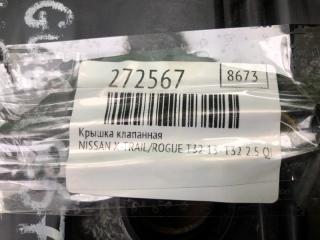 272567
8673
Крышка клапанная
NISSAN X-TRAIL/ROGUE T32 13- T32 2.5 QR